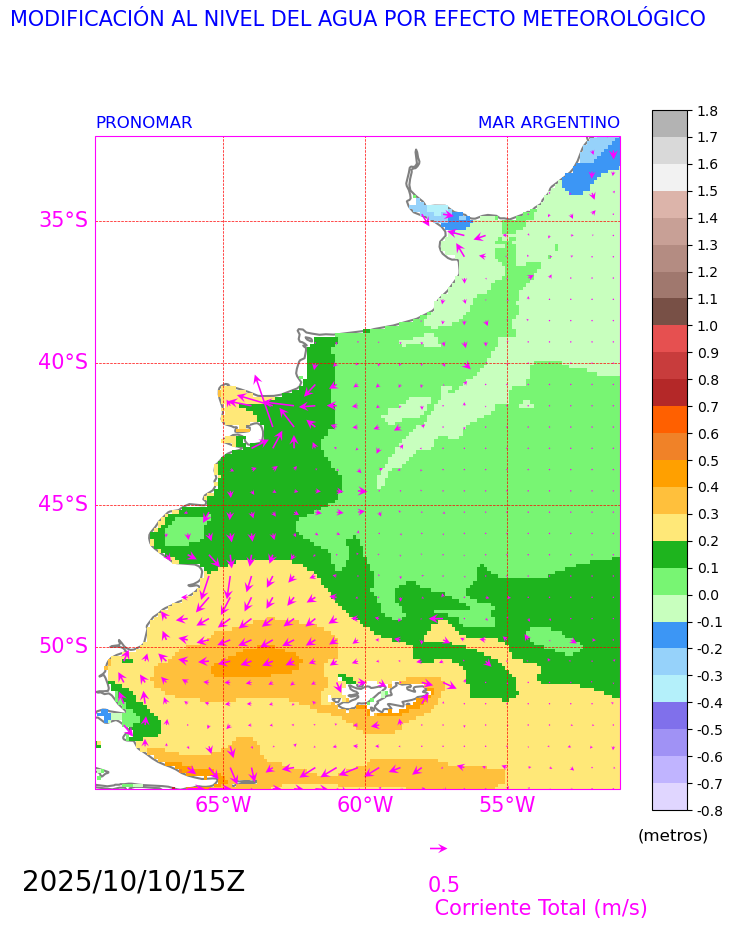 MODIFICACIÓN AL NIVEL DEL AGUA POR EFECTO METEOROLÓGICO
PRONOMAR MAR ARGENTINO
35°S
40°S
45°S
50°S
65°W 60°W 55°W
1.8
1.7
1.6
1.5
1.4
1.3
1.2
1.1
1.0
0.9
0.8
0.7
0.6
0.5
0.4
0.3
0.2
0.1
0.0
-0.1
-0.2
-0.3
-0.4
-0.5
-0.6
-0.7
-0.8
(metros)
2025/10/10/15Z
0.5
Corriente Total (m/s)